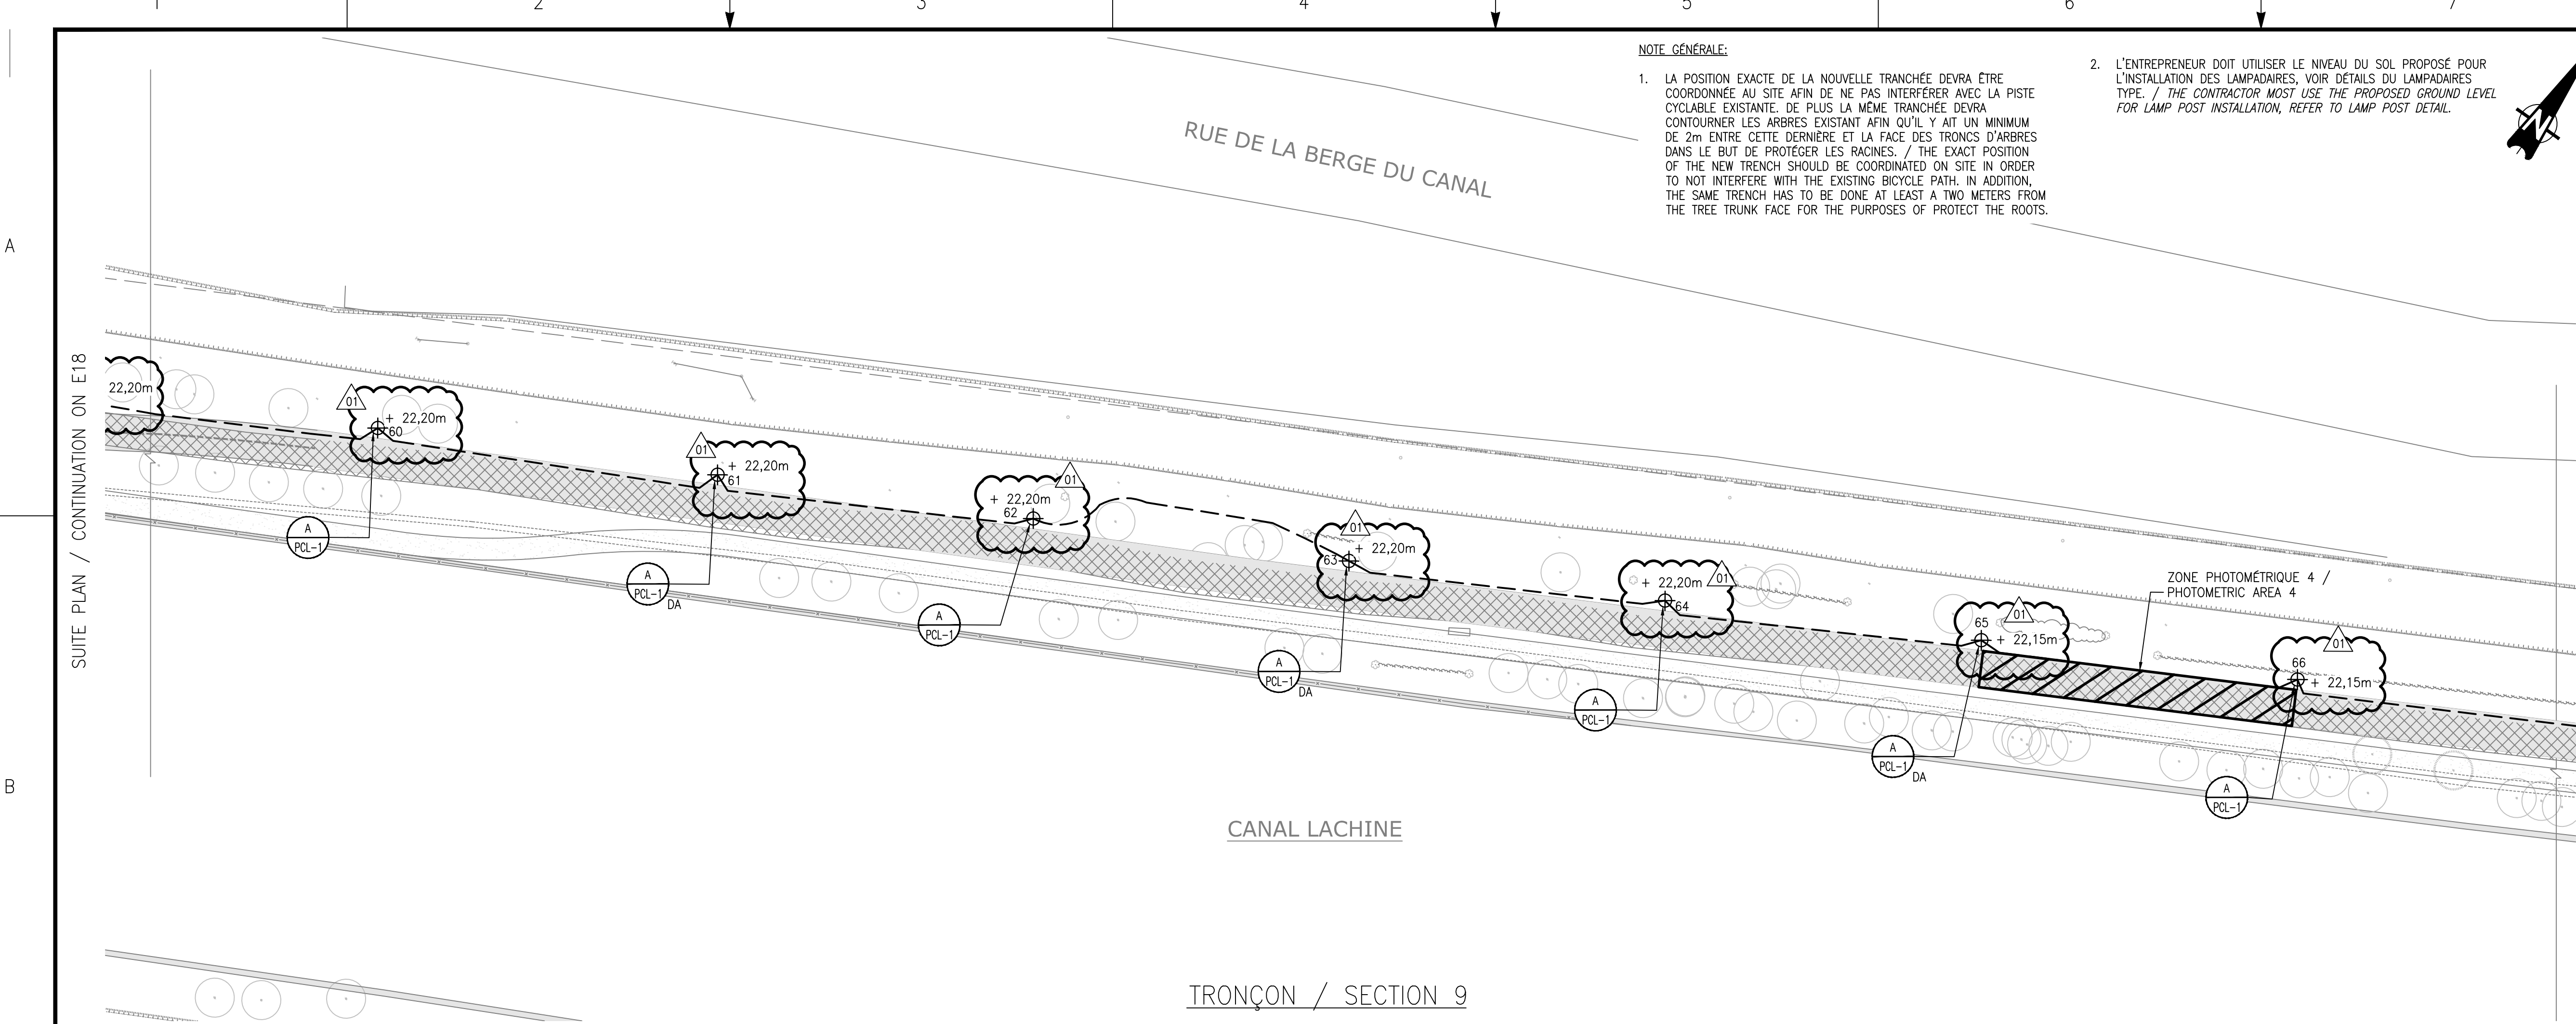 1 2 3 4 5 6 7
NOTE GÉNÉRALE:
1. LA POSITION EXACTE DE LA NOUVELLE TRANCHÉE DEVRA ÊTRE
COORDONNÉE AU SITE AFIN DE NE PAS INTERFÉRER AVEC LA PISTE
CYCLABLE EXISTANTE. DE PLUS LA MÊME TRANCHÉE DEVRA
CONTOURNER LES ARBRES EXISTANT AFIN QU'IL Y AIT UN MINIMUM
DE 2m ENTRE CETTE DERNIÈRE ET LA FACE DES TRONCS D'ARBRES
DANS LE BUT DE PROTÉGER LES RACINES. / THE EXACT POSITION
OF THE NEW TRENCH SHOULD BE COORDINATED ON SITE IN ORDER
TO NOT INTERFERE WITH THE EXISTING BICYCLE PATH. IN ADDITION,
THE SAME TRENCH HAS TO BE DONE AT LEAST A TWO METERS FROM
THE TREE TRUNK FACE FOR THE PURPOSES OF PROTECT THE ROOTS.
2. L'ENTREPRENEUR DOIT UTILISER LE NIVEAU DU SOL PROPOSÉ POUR
L'INSTALLATION DES LAMPADAIRES, VOIR DÉTAILS DU LAMPADAIRES
TYPE. / THE CONTRACTOR MOST USE THE PROPOSED GROUND LEVEL
FOR LAMP POST INSTALLATION, REFER TO LAMP POST DETAIL.
N
RUE DE LA BERGE DU CANAL
A
B
SUITE PLAN / CONTINUATION ON E18
22,20m
01
+ 22,20m
60
A
PCL-1
01
+ 22,20m
61
A
PCL-1
DA
01
+ 22,20m
62
A
PCL-1
01
+ 22,20m
63
A
PCL-1
DA
01
+ 22,20m
64
A
PCL-1
01
65
+ 22,15m
A
PCL-1
DA
ZONE PHOTOMÉTRIQUE 4 /
PHOTOMETRIC AREA 4
01
66
+ 22,15m
A
PCL-1
CANAL LACHINE
TRONÇON / SECTION 9